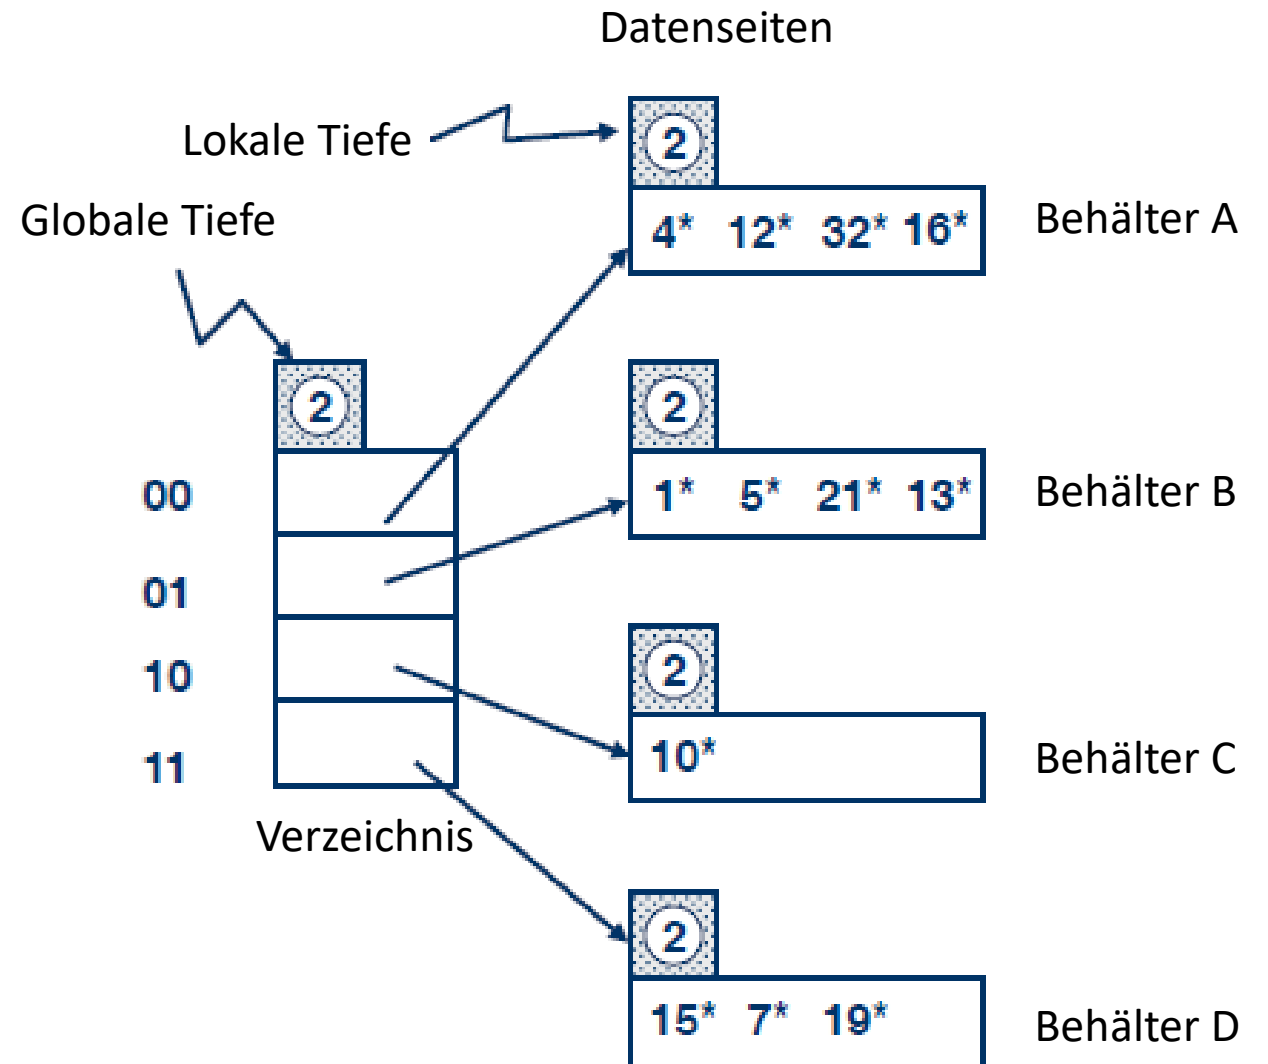 Datenseiten
Lokale Tiefe
2
4* 12* 32* 16*
Behälter A
Globale Tiefe
2
2
1* 5* 21* 13*
Behälter B
00
01
10
11
Verzeichnis
2
10*
Behälter C
2
15* 7* 19*
Behälter D